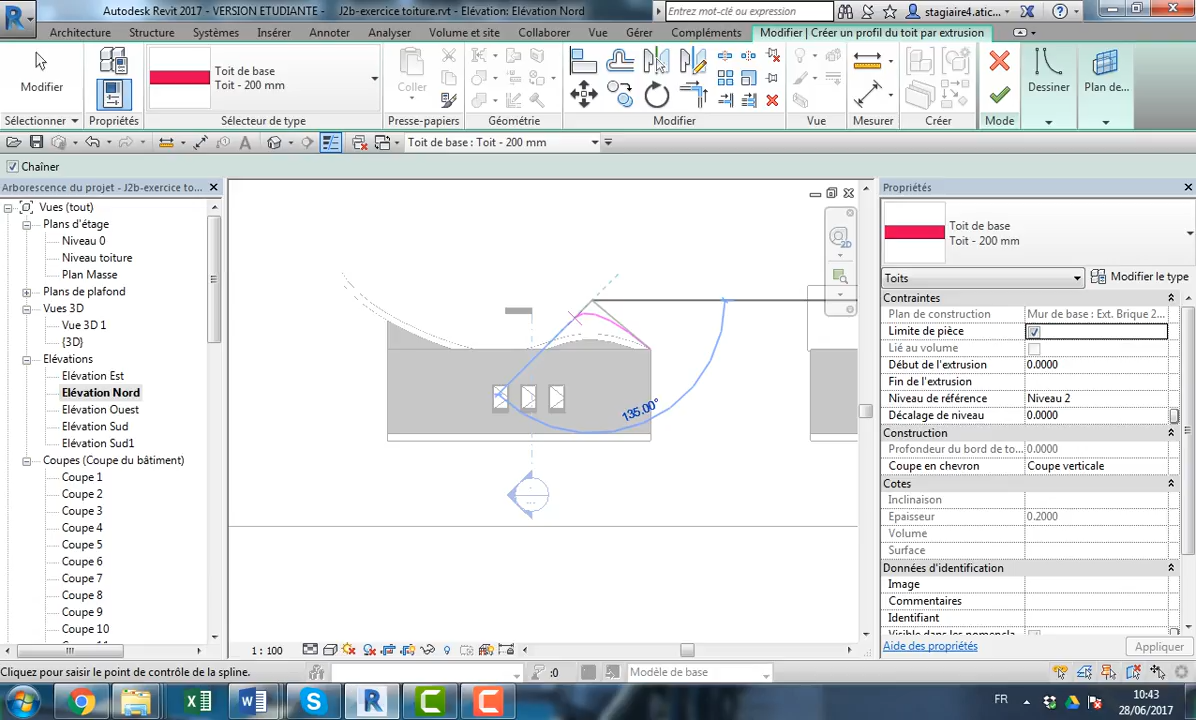 Autodesk Revit 2017 - VERSION ETUDIANTE - J2b-exercice toiture.rvt - Elévation: Elévation Nord
Entrez mot-clé ou expression
stagiaire4.atic...
Architecture
Structure
Systèmes
Insérer
Annoter
Analyser
Volume et site
Collaborer
Vue
Gérer
Compléments
Modifier | Créer un profil du toit par extrusion
Modifier
Toit de base
Toit - 200 mm
Coller
Dessiner
Plan de...
Sélectionner
Propriétés
Sélecteur de type
Presse-papiers
Géométrie
Modifier
Vue
Mesurer
Créer
Mode
Toit de base : Toit - 200 mm
Chaîner
Arborescence du projet - J2b-exercice to...
Vues (tout)
Plans d'étage
Niveau 0
Niveau toiture
Plan Masse
Plans de plafond
Vues 3D
Vue 3D 1
{3D}
Elévations
Elévation Est
Elévation Nord
Elévation Ouest
Elévation Sud
Elévation Sud1
Coupes (Coupe du bâtiment)
Coupe 1
Coupe 2
Coupe 3
Coupe 4
Coupe 5
Coupe 6
Coupe 7
Coupe 8
Coupe 9
Coupe 10
2D
135.00°
1 : 100
Propriétés
Toit de base
Toit - 200 mm
Toits
Modifier le type
Contraintes
Plan de construction
Mur de base : Ext. Brique 2...
Limite de pièce
Lié au volume
Début de l'extrusion
0.0000
Fin de l'extrusion
Niveau de référence
Niveau 2
Décalage de niveau
0.0000
Construction
Profondeur du bord de to...
0.0000
Coupe en chevron
Coupe verticale
Cotes
Inclinaison
Epaisseur
0.2000
Volume
Surface
Données d'identification
Image
Commentaires
Identifiant
Visible dans les nomencla...
Aide des propriétés
Appliquer
Cliquez pour saisir le point de contrôle de la spline.
:0
Modèle de base
FR
10:43
28/06/2017